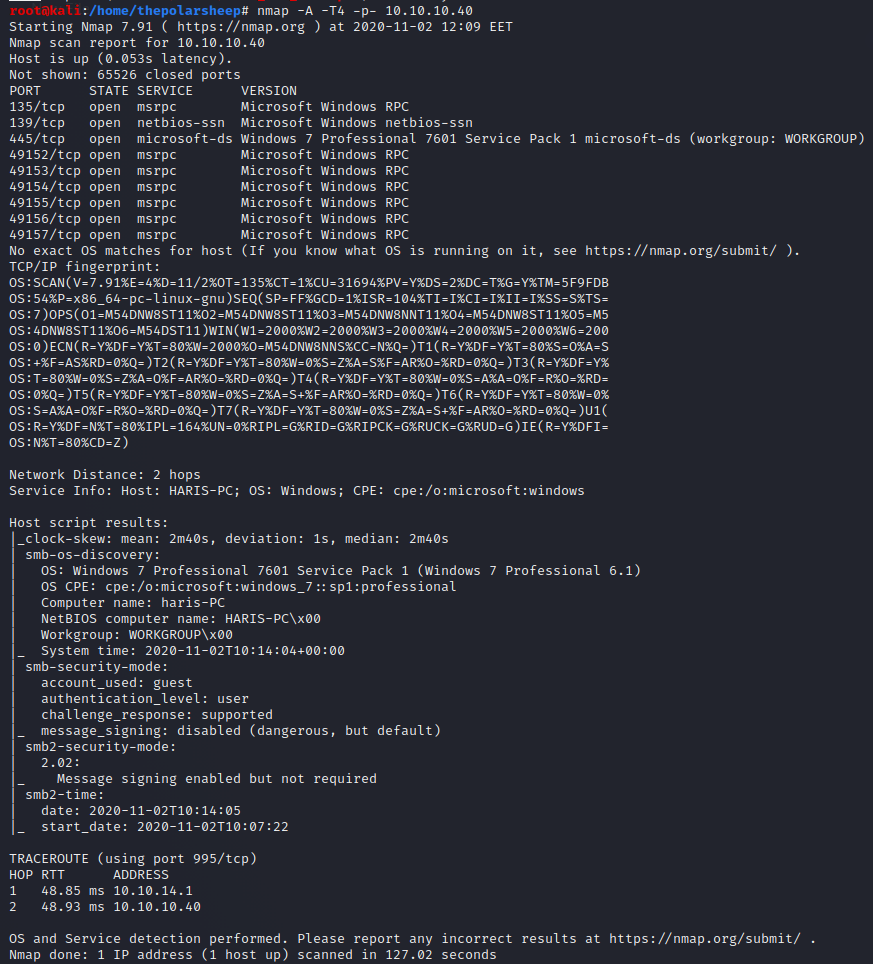 root@kali:/home/thepolarsheep# nmap -A -T4 -p- 10.10.10.40
Starting Nmap 7.91 ( https://nmap.org ) at 2020-11-02 12:09 EET
Nmap scan report for 10.10.10.40
Host is up (0.053s latency).
Not shown: 65526 closed ports
PORT      STATE SERVICE      VERSION
135/tcp   open  msrpc        Microsoft Windows RPC
139/tcp   open  netbios-ssn  Microsoft Windows netbios-ssn
445/tcp   open  microsoft-ds Windows 7 Professional 7601 Service Pack 1 microsoft-ds (workgroup: WORKGROUP)
49152/tcp open  msrpc        Microsoft Windows RPC
49153/tcp open  msrpc        Microsoft Windows RPC
49154/tcp open  msrpc        Microsoft Windows RPC
49155/tcp open  msrpc        Microsoft Windows RPC
49156/tcp open  msrpc        Microsoft Windows RPC
49157/tcp open  msrpc        Microsoft Windows RPC
No exact OS matches for host (If you know what OS is running on it, see https://nmap.org/submit/ ).
TCP/IP fingerprint:
OS:SCAN(V=7.91%E=4%D=11/2%OT=135%CT=1%CU=31694%PV=Y%DS=2%DC=T%G=Y%TM=5F9FDB
OS:54%P=x86_64-pc-linux-gnu)SEQ(SP=FF%GCD=1%ISR=104%TI=I%CI=I%II=I%SS=S%TS=
OS:7)OPS(O1=M54DNW8ST11%O2=M54DNW8ST11%O3=M54DNW8NNT11%O4=M54DNW8ST11%O5=M5
OS:4DNW8ST11%O6=M54DST11)WIN(W1=2000%W2=2000%W3=2000%W4=2000%W5=2000%W6=200
OS:0)ECN(R=Y%DF=Y%T=80%W=2000%O=M54DNW8NNS%CC=N%Q=)T1(R=Y%DF=Y%T=80%S=O%A=S
OS:+%F=AS%RD=0%Q=)T2(R=Y%DF=Y%T=80%W=0%S=Z%A=S%F=AR%O=%RD=0%Q=)T3(R=Y%DF=Y%
OS:T=80%W=0%S=Z%A=O%F=AR%O=%RD=0%Q=)T4(R=Y%DF=Y%T=80%W=0%S=A%A=O%F=R%O=%RD=
OS:0%Q=)T5(R=Y%DF=Y%T=80%W=0%S=Z%A=S+%F=AR%O=%RD=0%Q=)T6(R=Y%DF=Y%T=80%W=0%
OS:S=A%A=O%F=R%O=%RD=0%Q=)T7(R=Y%DF=Y%T=80%W=0%S=Z%A=S+%F=AR%O=%RD=0%Q=)U1(
OS:R=Y%DF=N%T=80%IPL=164%UN=0%RIPL=G%RID=G%RIPCK=G%RUCK=G%RUD=G)IE(R=Y%DFI=
OS:N%T=80%CD=Z)

Network Distance: 2 hops
Service Info: Host: HARIS-PC; OS: Windows; CPE: cpe:/o:microsoft:windows

Host script results:
|_clock-skew: mean: 2m40s, deviation: 1s, median: 2m40s
| smb-os-discovery:
|   OS: Windows 7 Professional 7601 Service Pack 1 (Windows 7 Professional 6.1)
|   OS CPE: cpe:/o:microsoft:windows_7::sp1:professional
|   Computer name: haris-PC
|   NetBIOS computer name: HARIS-PC\x00
|   Workgroup: WORKGROUP\x00
|_  System time: 2020-11-02T10:14:04+00:00
| smb-security-mode:
|   account_used: guest
|   authentication_level: user
|   challenge_response: supported
|_  message_signing: disabled (dangerous, but default)
| smb2-security-mode:
|   2.02:
|_    Message signing enabled but not required
| smb2-time:
|   date: 2020-11-02T10:14:05
|_  start_date: 2020-11-02T10:07:22

TRACEROUTE (using port 995/tcp)
HOP RTT      ADDRESS
1   48.85 ms 10.10.14.1
2   48.93 ms 10.10.10.40

OS and Service detection performed. Please report any incorrect results at https://nmap.org/submit/ .
Nmap done: 1 IP address (1 host up) scanned in 127.02 seconds